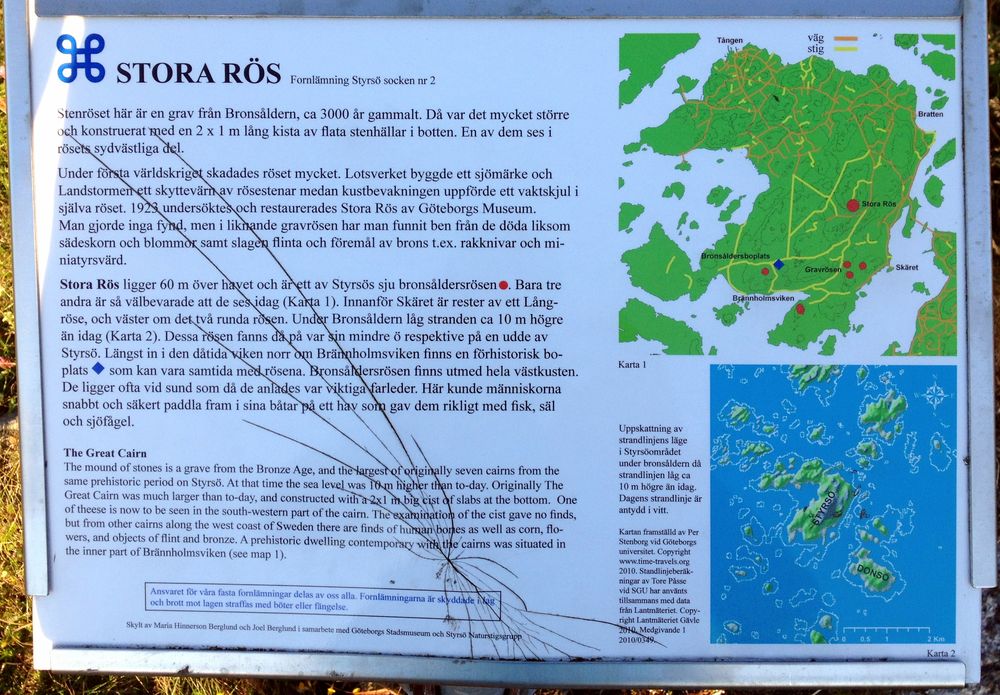 STORA RÖS Fornlämning Styrsö socken nr 2
Stenröset här är en grav från Bronsåldern, ca 3000 år gammalt. Då var det mycket större
och konstruerat med en 2 x 1 m lång kista av flata stenhällar i botten. En av dem ses i
rösets sydvästliga del.
Under första världskriget skadades röset mycket. Lotsverket byggde ett sjömärke och
Landstormen ett skyttevärn av rösestenar medan kustbevakningen uppförde ett vaktskjul i
själva röset. 1923 undersöktes och restaurerades Stora Rös av Göteborgs Museum.
Man gjorde inga fynd, men i liknande gravrösen har man funnit ben från de döda liksom
sädeskorn och blommor samt slagen flinta och föremål av brons t.ex. rakknivar och mi-
niatyrsvärd.
Stora Rös ligger 60 m över havet och är ett av Styrsös sju bronsåldersrösen. Bara tre
andra är så välbevarade att de ses idag (Karta 1). Innanför Skäret är rester av ett Lång-
röse, och väster om det två runda rösen. Under Bronsåldern låg stranden ca 10 m högre
än idag (Karta 2). Dessa rösen fanns då på var sin mindre ö respektive på en udde av
Styrsö. Längst in i den dåtida viken norr om Brännholmsviken finns en förhistorisk bo-
plats som kan vara samtida med rösena. Bronsåldersrösen finns utmed hela västkusten.
De ligger ofta vid sund som då de anlades var viktiga farleder. Här kunde människorna
snabbt och säkert paddla fram i sina båtar på ett hav som gav dem rikligt med fisk, säl
och sjöfågel.
The Great Cairn
The mound of stones is a grave from the Bronze Age, and the largest of originally seven cairns from the
same prehistoric period on Styrsö. At that time the sea level was 10 m higher than to-day. Originally The
Great Cairn was much larger than to-day, and constructed with a 2x1 m big cist of slabs at the bottom. One
of theese is now to be seen in the south-western part of the cairn. The examination of the cist gave no finds,
but from other cairns along the west coast of Sweden there are finds of human bones as well as corn, flo-
wers, and objects of flint and bronze. A prehistoric dwelling contemporary with the cairns was situated in
the inner part of Brännholmsviken (see map 1).
Ansvaret för våra fasta fornlämningar delas av oss alla. Fornlämningarna är skyddade i lag
och brott mot lagen straffas med böter eller fängelse.
Skylt av Maria Hinnerson Berglund och Joel Berglund i samarbete med Göteborgs Stadsmuseum och Styrsö Naturstigsgrupp
väg
stig
Tången
Bratten
Stora Rös
Bronsåldersboplats
Gravrösen
Skäret
Brännholmsviken
Karta 1
Uppskattning av
strandlinjens läge
i Styrsöområdet
under bronsåldern då
strandlinjen låg ca
10 m högre än idag.
Dagens strandlinje är
antydd i vitt.
Kartan framställd av Per
Stenborg vid Göteborgs
universitet. Copyright
www.time-travels.org
2010. Standlinjeberäk-
ningar av Tore Påsse
vid SGU har använts
tillsammans med data
från Lantmäteriet. Copy-
right Lantmäteriet Gävle
2010. Medgivande I
2010/0349.
STYRSÖ
DONSÖ
0 0.5 1 2 Km
Karta 2